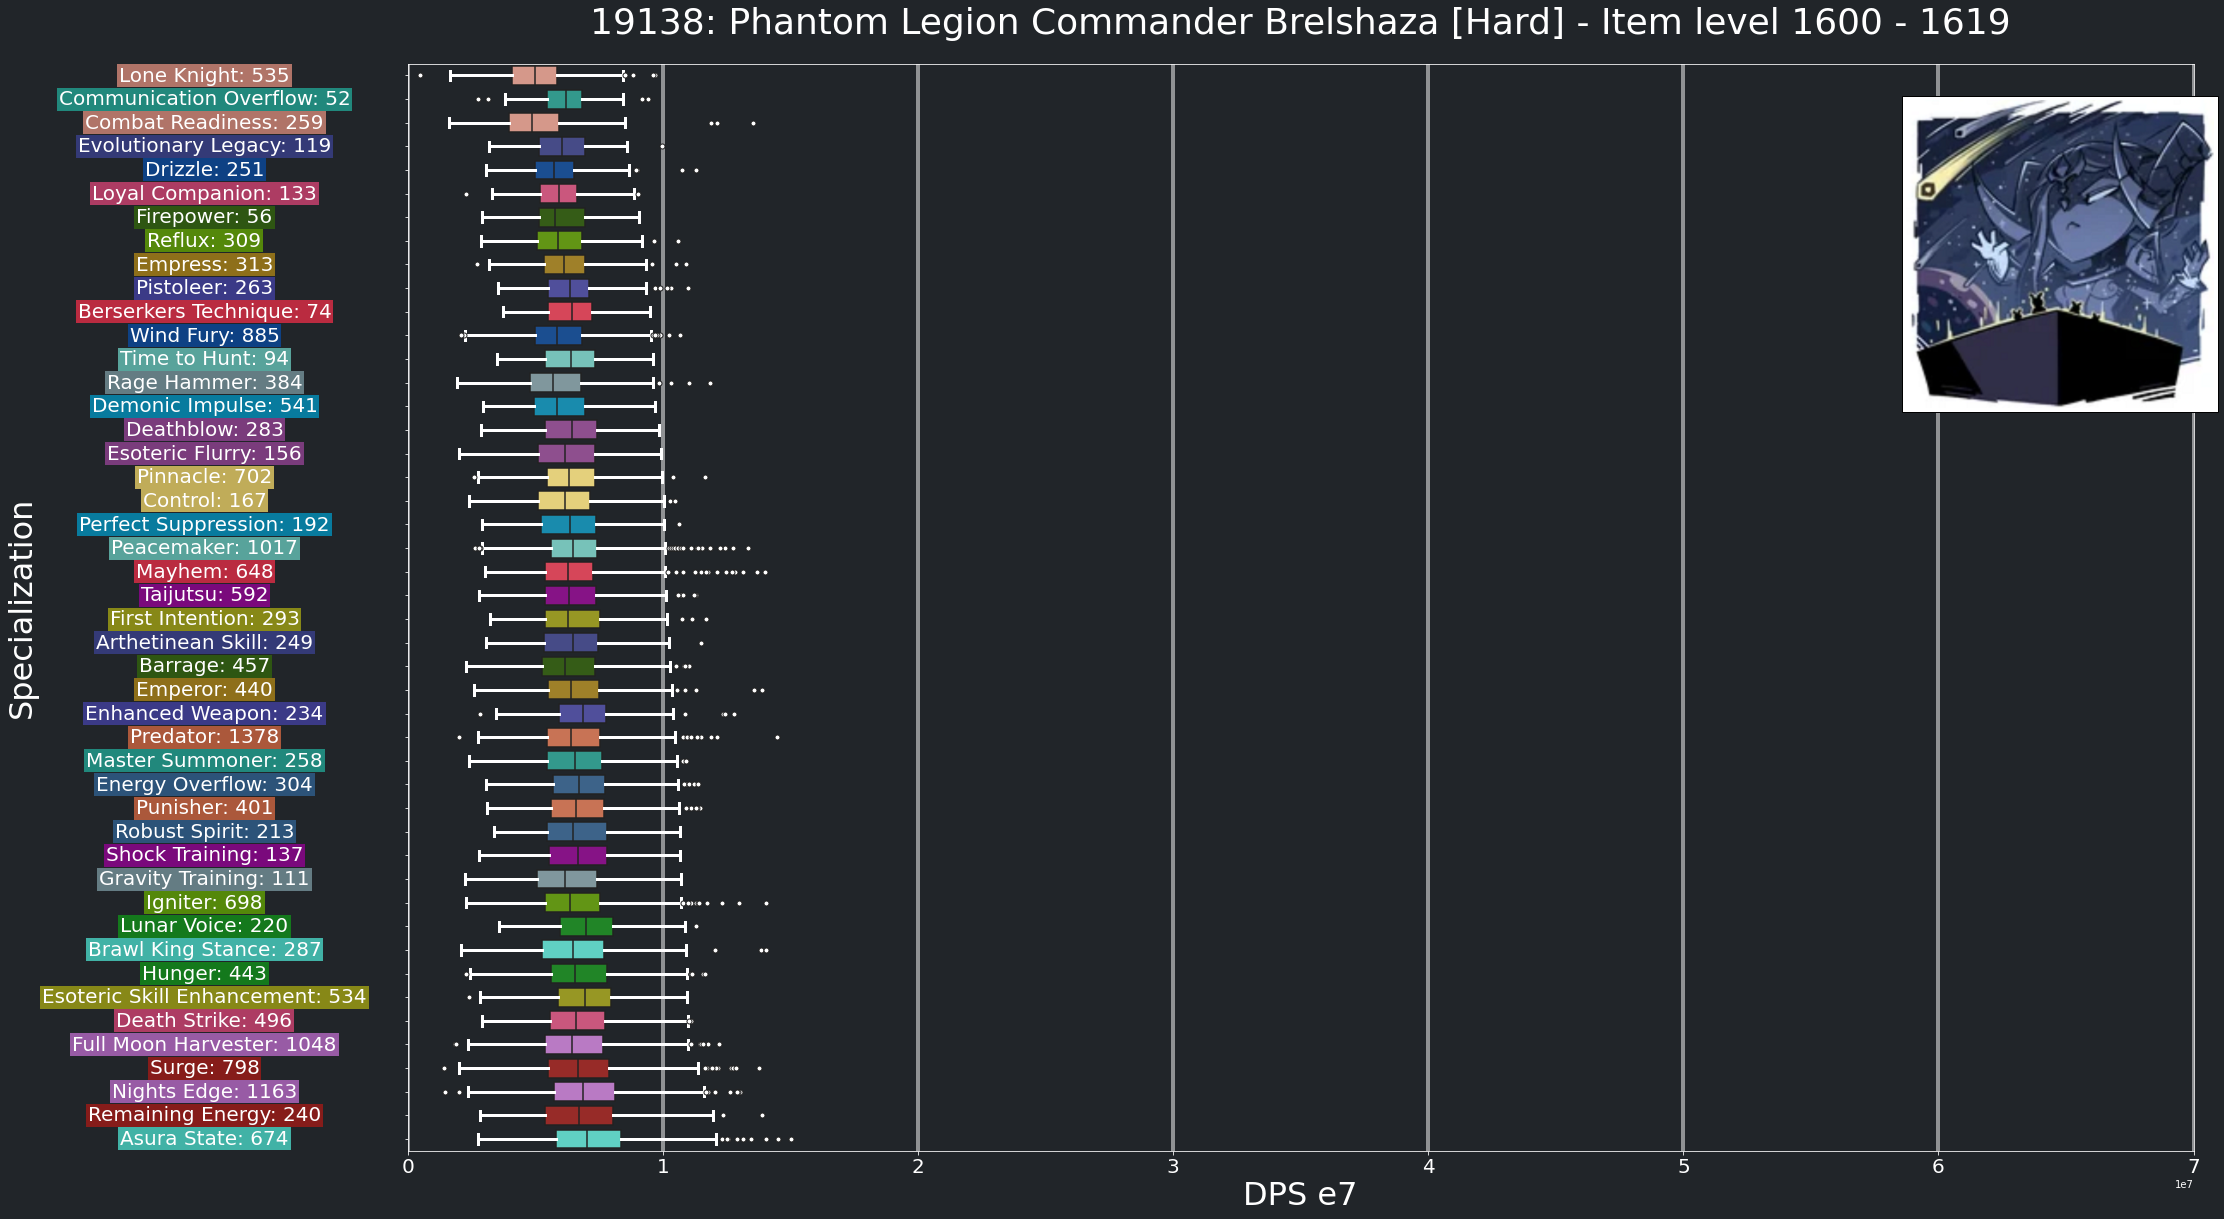 19138: Phantom Legion Commander Brelshaza [Hard] - Item level 1600 - 1619
Specialization
Lone Knight: 535
Communication Overflow: 52
Combat Readiness: 259
Evolutionary Legacy: 119
Drizzle: 251
Loyal Companion: 133
Firepower: 56
Reflux: 309
Empress: 313
Pistoleer: 263
Berserkers Technique: 74
Wind Fury: 885
Time to Hunt: 94
Rage Hammer: 384
Demonic Impulse: 541
Deathblow: 283
Esoteric Flurry: 156
Pinnacle: 702
Control: 167
Perfect Suppression: 192
Peacemaker: 1017
Mayhem: 648
Taijutsu: 592
First Intention: 293
Arthetinean Skill: 249
Barrage: 457
Emperor: 440
Enhanced Weapon: 234
Predator: 1378
Master Summoner: 258
Energy Overflow: 304
Punisher: 401
Robust Spirit: 213
Shock Training: 137
Gravity Training: 111
Igniter: 698
Lunar Voice: 220
Brawl King Stance: 287
Hunger: 443
Esoteric Skill Enhancement: 534
Death Strike: 496
Full Moon Harvester: 1048
Surge: 798
Nights Edge: 1163
Remaining Energy: 240
Asura State: 674
0 1 2 3 4 5 6 7
1e7
DPS e7